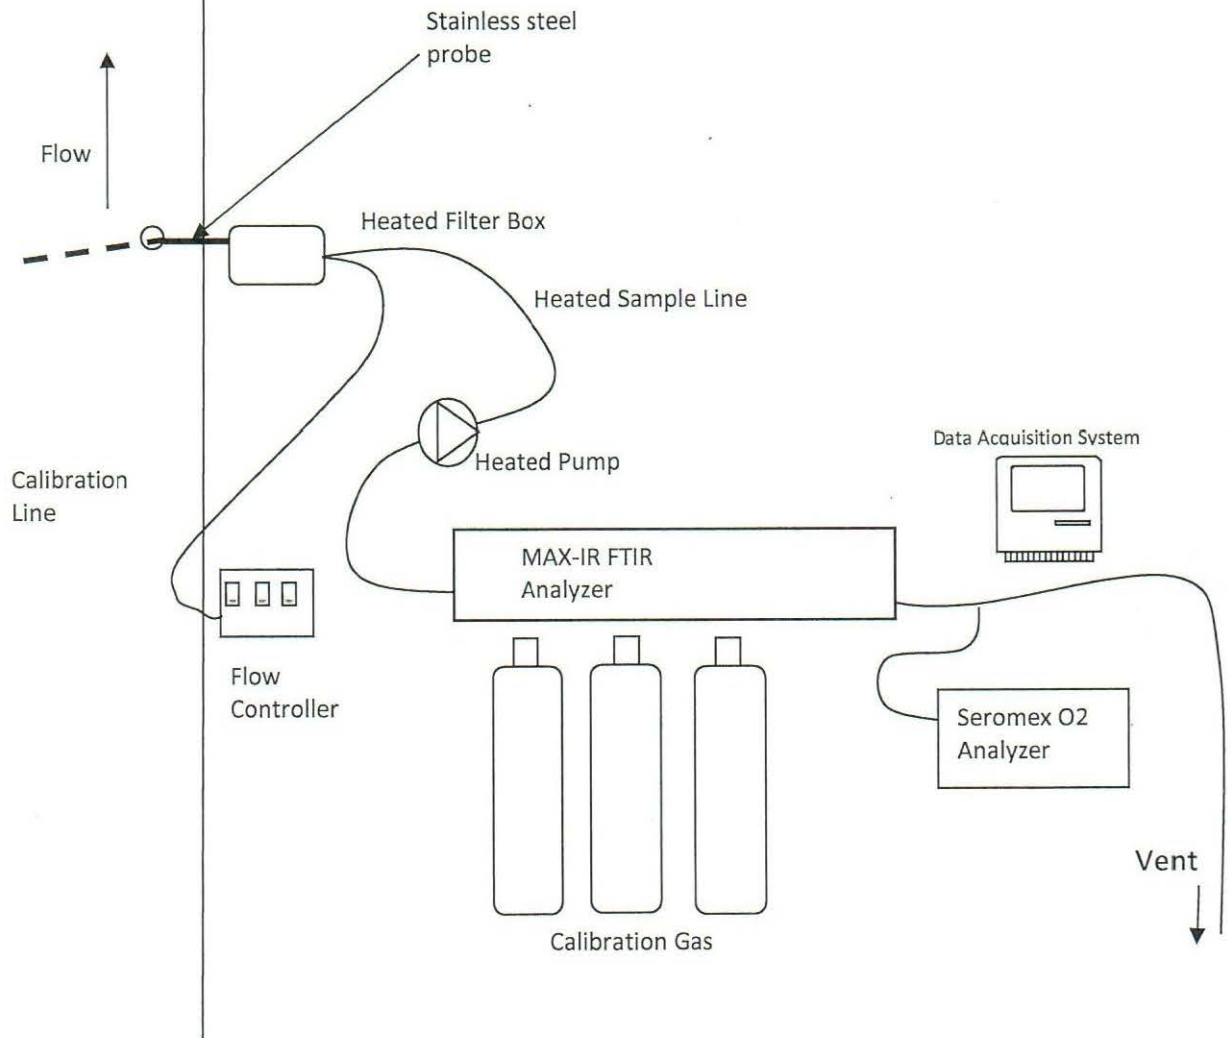 Stainless steel
probe
Flow
Heated Filter Box
Heated Sample Line
Heated Pump
Data Acquisition System
Calibration
Line
MAX-IR FTIR
Analyzer
Flow
Controller
Seromex O2
Analyzer
Vent
Calibration Gas